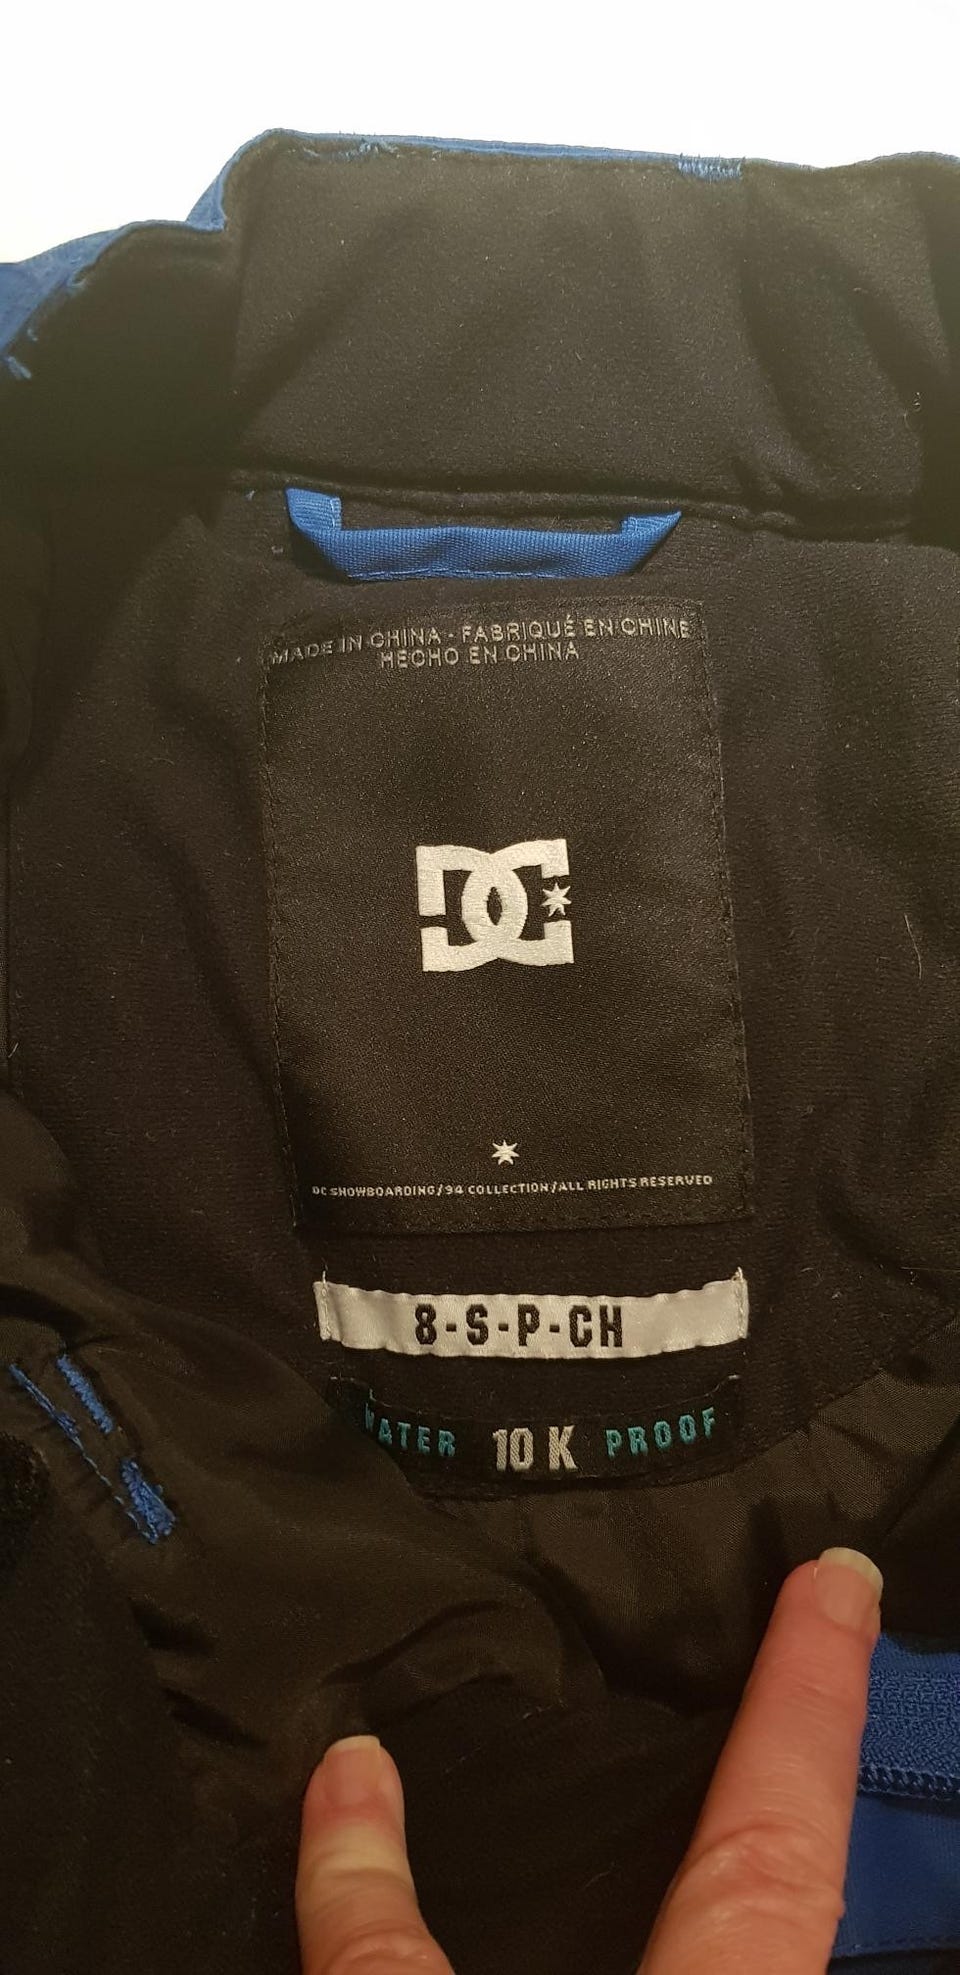 MADE IN CHINA - FABRIQUÉ EN CHINE
HECHO EN CHINA
DC
DC SNOWBOARDING/94 COLLECTION/ALL RIGHTS RESERVED
8-S-P-CH
WATER 10 K PROOF